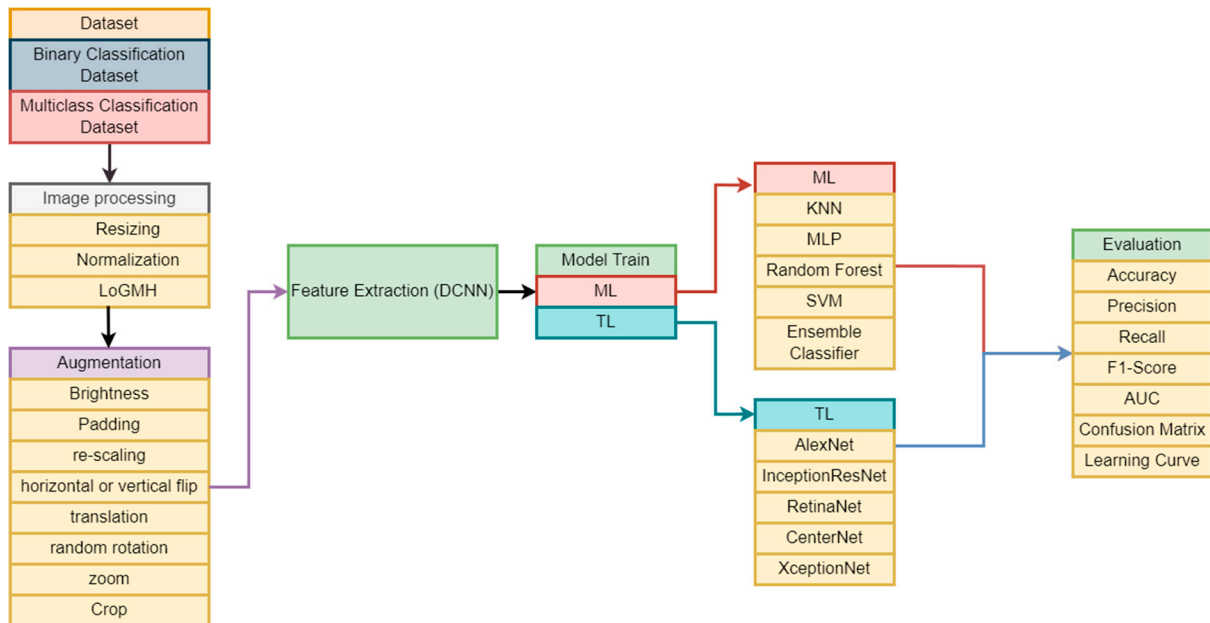 Dataset
Binary Classification
Dataset
Multiclass Classification
Dataset
Image processing
Resizing
Normalization
LoGMH
Augmentation
Brightness
Padding
re-scaling
horizontal or vertical flip
translation
random rotation
zoom
Crop
Feature Extraction (DCNN)
Model Train
ML
TL
ML
KNN
MLP
Random Forest
SVM
Ensemble
Classifier
TL
AlexNet
InceptionResNet
RetinaNet
CenterNet
XceptionNet
Evaluation
Accuracy
Precision
Recall
F1-Score
AUC
Confusion Matrix
Learning Curve